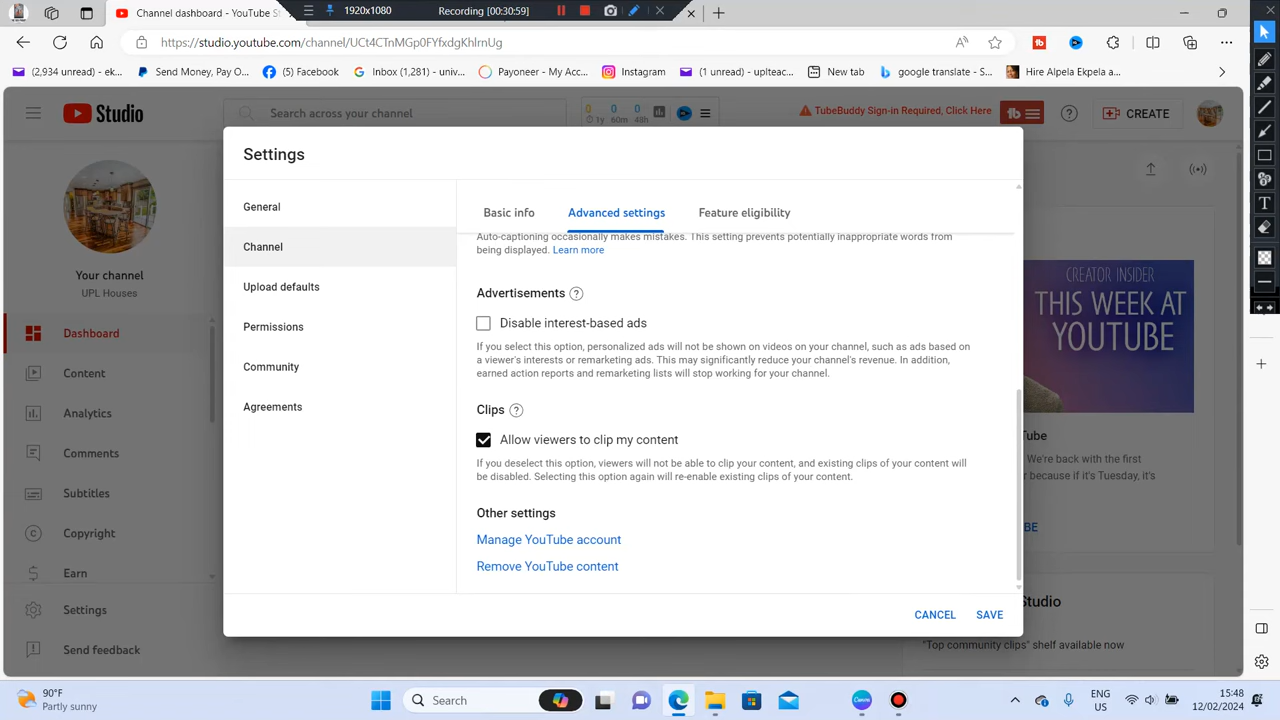 1920x1080
Recording [00:30:59]
Channel dashboard - YouTube S
https://studio.youtube.com/channel/UCt4CTnMGp0FYfxdgKhlrnUg
(2,934 unread) - ek...
Send Money, Pay O...
(5) Facebook
Inbox (1,281) - univ...
Payoneer - My Acco...
Instagram
(1 unread) - uplteac...
New tab
google translate - S...
Hire Alpela Ekpela a...
Studio
Search across your channel
0 0 0
1y 60m 48h
TubeBuddy Sign-in Required, Click Here
CREATE
Settings
General
Channel
Upload defaults
Permissions
Community
Agreements
Basic info
Advanced settings
Feature eligibility
Auto-captioning occasionally makes mistakes. This setting prevents potentially inappropriate words from
being displayed. Learn more
Advertisements
Disable interest-based ads
If you select this option, personalized ads will not be shown on videos on your channel, such as ads based on
a viewer's interests or remarketing ads. This may significantly reduce your channel's revenue. In addition,
earned action reports and remarketing lists will stop working for your channel.
Clips
Allow viewers to clip my content
If you deselect this option, viewers will not be able to clip your content, and existing clips of your content will
be disabled. Selecting this option again will re-enable existing clips of your content.
Other settings
Manage YouTube account
Remove YouTube content
CANCEL
SAVE
Your channel
UPL Houses
Dashboard
Content
Analytics
Comments
Subtitles
Copyright
Earn
Settings
Send feedback
CREATOR INSIDER
THIS WEEK AT
YOUTUBE
Tube
We're back with the first
because if it's Tuesday, it's
BE
Studio
"Top community clips" shelf available now
90°F
Partly sunny
Search
ENG
US
15:48
12/02/2024